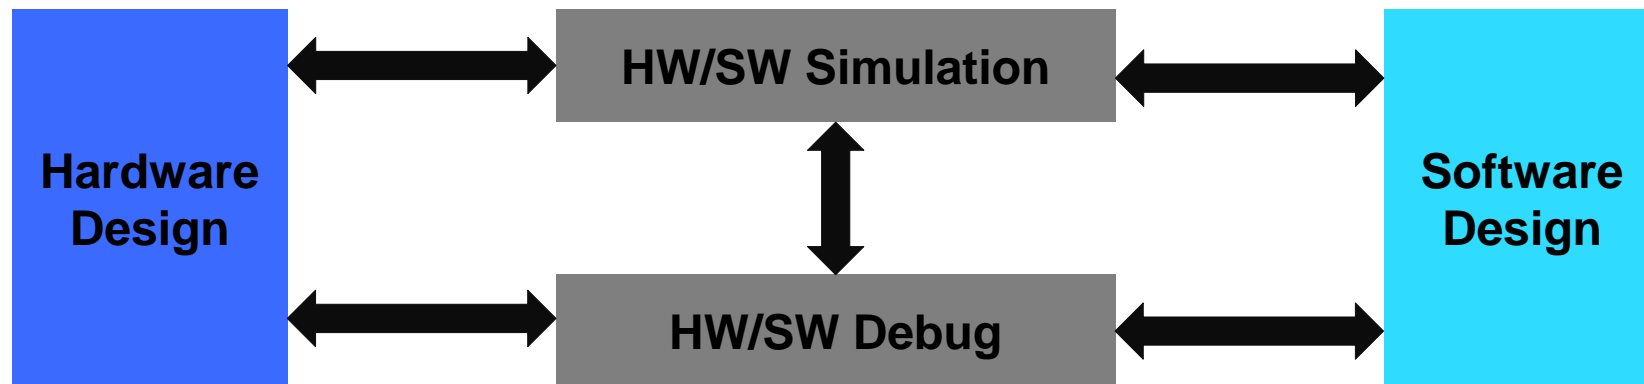 HW/SW Simulation
Hardware
Design
Software
Design
HW/SW Debug